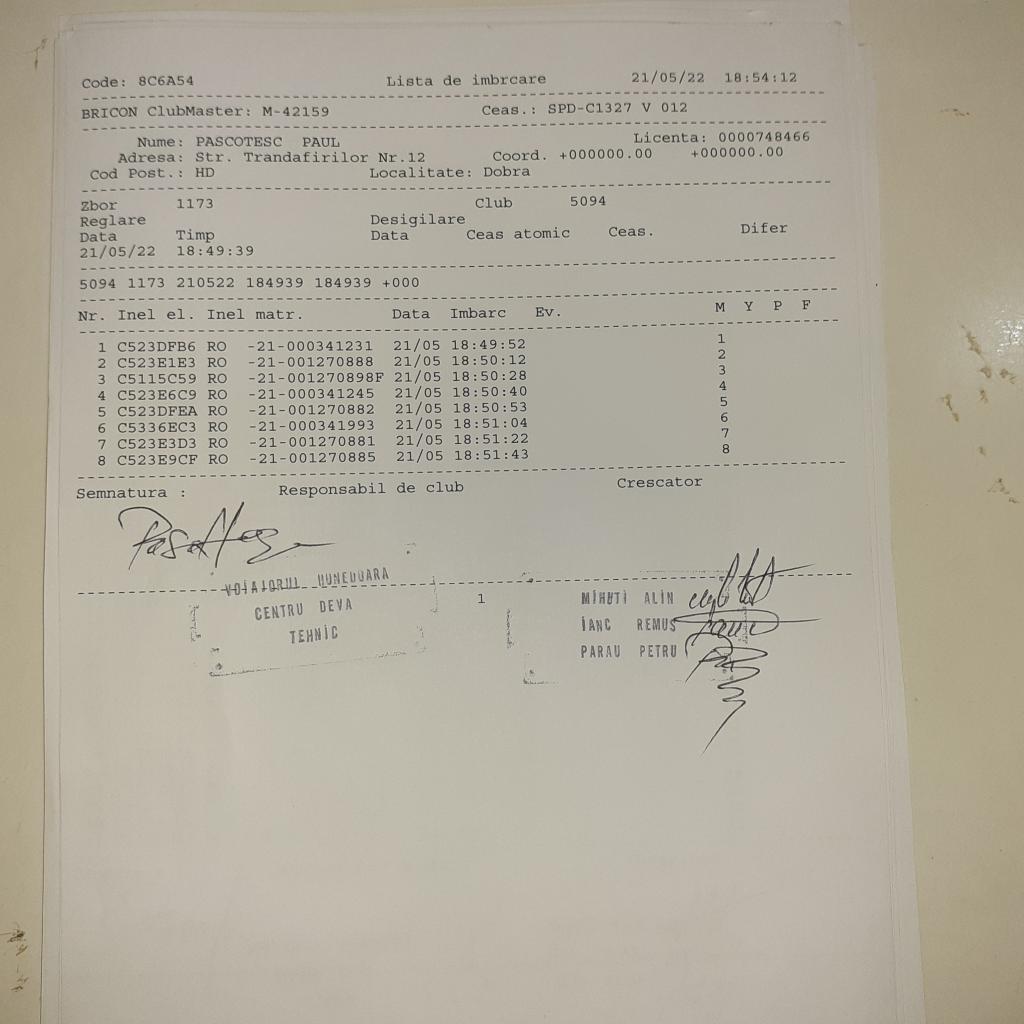 Code: 8C6A54 Lista de imbrcare 21/05/22 18:54:12
BRICON ClubMaster: M-42159 Ceas.: SPD-C1327 V 012
Nume: PASCOTESC PAUL Licenta: 0000748466
Adresa: Str. Trandafirilor Nr.12 Coord. +000000.00 +000000.00
Cod Post.: HD Localitate: Dobra
Zbor 1173 Club 5094
Reglare Desigilare
Data Timp Data Ceas atomic Ceas. Difer
21/05/22 18:49:39
5094 1173 210522 184939 184939 +000
Nr. Inel el. Inel matr. Data Imbarc Ev. M Y P F
1 C523DFB6 RO -21-000341231 21/05 18:49:52 1
2 C523E1E3 RO -21-001270888 21/05 18:50:12 2
3 C5115C59 RO -21-001270898F 21/05 18:50:28 3
4 C523E6C9 RO -21-000341245 21/05 18:50:40 4
5 C523DFEA RO -21-001270882 21/05 18:50:53 5
6 C5336EC3 RO -21-000341993 21/05 18:51:04 6
7 C523E3D3 RO -21-001270881 21/05 18:51:22 7
8 C523E9CF RO -21-001270885 21/05 18:51:43 8
Semnatura : Responsabil de club Crescator
VOIAJORUL HUNEDOARA
CENTRU DEVA
TEHNIC
1
MIHUTI ALIN
IANC REMUS
PARAU PETRU